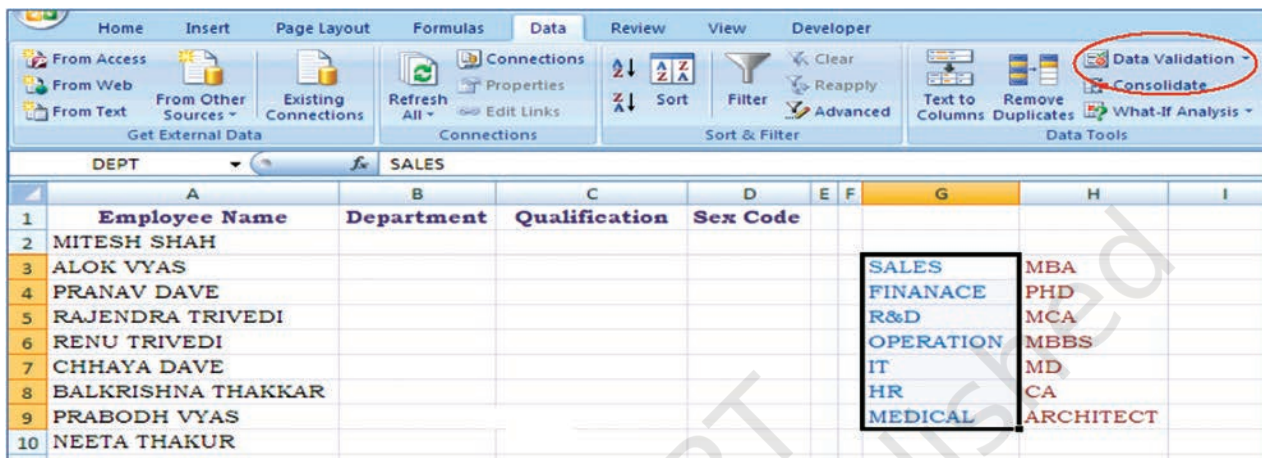 Home Insert Page Layout Formulas Data Review View Developer
From Access Connections Clear Data Validation
From Web Properties Reapply Consolidate
From Text From Other Sources Existing Connections Refresh All Edit Links Sort Filter Advanced Text to Columns Remove Duplicates What-If Analysis
Get External Data Connections Sort & Filter Data Tools
DEPT fx SALES
A B C D E F G H I
1 Employee Name Department Qualification Sex Code
2 MITESH SHAH
3 ALOK VYAS SALES MBA
4 PRANAV DAVE FINANACE PHD
5 RAJENDRA TRIVEDI R&D MCA
6 RENU TRIVEDI OPERATION MBBS
7 CHHAYA DAVE IT MD
8 BALKRISHNA THAKKAR HR CA
9 PRABODH VYAS MEDICAL ARCHITECT
10 NEETA THAKUR